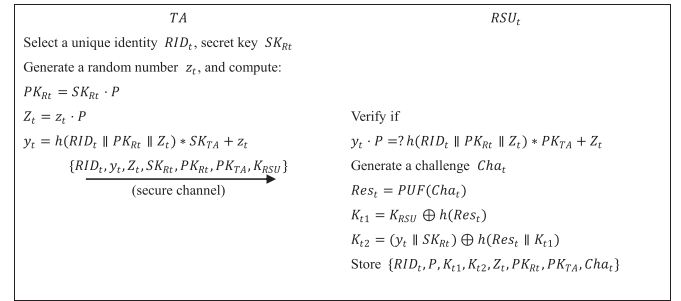 TA RSU_t
Select a unique identity RID_t, secret key SK_Rt
Generate a random number z_t, and compute:
PK_Rt = SK_Rt · P
Z_t = z_t · P
y_t = h(RID_t ∥ PK_Rt ∥ Z_t) * SK_TA + z_t
{RID_t, y_t, Z_t, SK_Rt, PK_Rt, PK_TA, K_RSU}
(secure channel)
Verify if
y_t · P =? h(RID_t ∥ PK_Rt ∥ Z_t) * PK_TA + Z_t
Generate a challenge Cha_t
Res_t = PUF(Cha_t)
K_t1 = K_RSU ⊕ h(Res_t)
K_t2 = (y_t ∥ SK_Rt) ⊕ h(Res_t ∥ K_t1)
Store {RID_t, P, K_t1, K_t2, Z_t, PK_Rt, PK_TA, Cha_t}